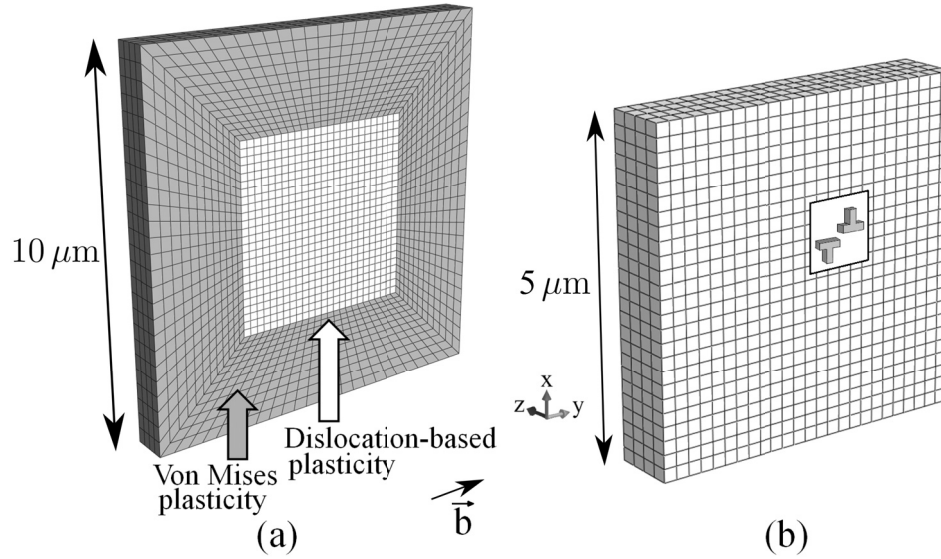 10 μm
Von Mises
plasticity
Dislocation-based
plasticity
b
(a)
5 μm
x
z
y
(b)